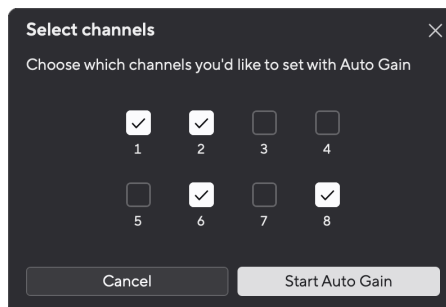 Select channels
Choose which channels you'd like to set with Auto Gain
1 2 3 4
5 6 7 8
Cancel Start Auto Gain